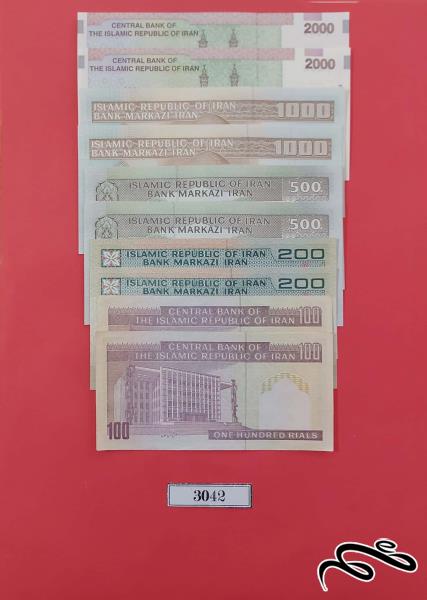 CENTRAL BANK OF
THE ISLAMIC REPUBLIC OF IRAN
2000
CENTRAL BANK OF
THE ISLAMIC REPUBLIC OF IRAN
2000
ISLAMIC REPUBLIC OF IRAN
BANK MARKAZI IRAN
1000
ISLAMIC REPUBLIC OF IRAN
BANK MARKAZI IRAN
1000
ISLAMIC REPUBLIC OF IRAN
BANK MARKAZI IRAN
500
ISLAMIC REPUBLIC OF IRAN
BANK MARKAZI IRAN
500
ISLAMIC REPUBLIC OF IRAN
BANK MARKAZI IRAN
200
ISLAMIC REPUBLIC OF IRAN
BANK MARKAZI IRAN
200
CENTRAL BANK OF
THE ISLAMIC REPUBLIC OF IRAN
100
CENTRAL BANK OF
THE ISLAMIC REPUBLIC OF IRAN
100
100
ONE HUNDRED RIALS
3042